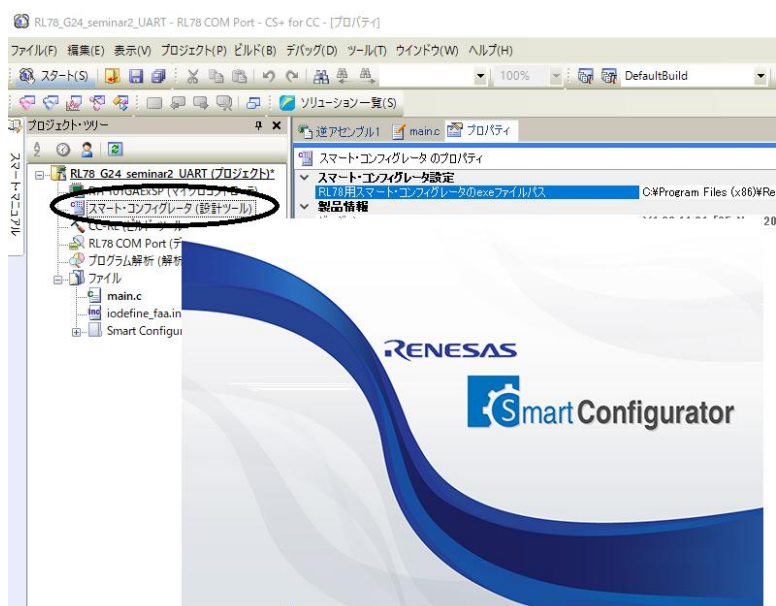 RL78_G24_seminar2_UART - RL78 COM Port - CS+ for CC - [プロパティ]
ファイル(F) 編集(E) 表示(V) プロジェクト(P) ビルド(B) デバッグ(D) ツール(T) ウインドウ(W) ヘルプ(H)
スタート(S) 100% DefaultBuild
ソリューション一覧(S)
プロジェクト・ツリー
逆アセンブル1 main.c プロパティ
スマート・マニュアル
RL78_G24_seminar2_UART (プロジェクト)*
スマート・コンフィグレータ (設計ツール)
RL78 COM Port (デ
プログラム解析 (解析
ファイル
main.c
iodefine_faa.in
Smart Configur
スマート・コンフィグレータ のプロパティ
スマート・コンフィグレータ設定
RL78用スマート・コンフィグレータのexeファイルパス C:¥Program Files (x86)¥Re
製品情報
RENESAS
Smart Configurator